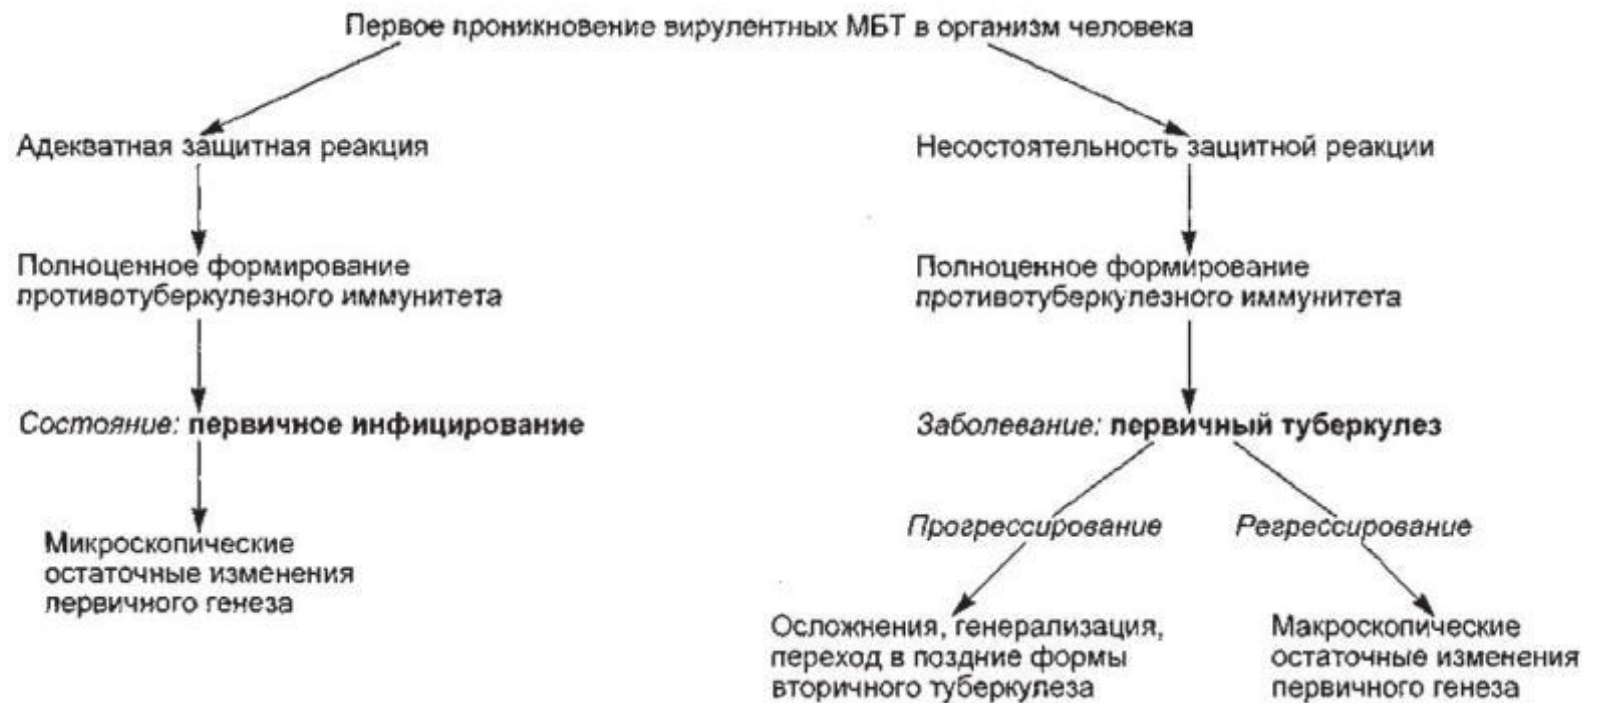 Первое проникновение вирулентных МБТ в организм человека
Адекватная защитная реакция
Несостоятельность защитной реакции
Полноценное формирование
противотуберкулезного иммунитета
Полноценное формирование
противотуберкулезного иммунитета
Состояние: первичное инфицирование
Заболевание: первичный туберкулез
Прогрессирование
Регрессирование
Микроскопические
остаточные изменения
первичного генеза
Осложнения, генерализация,
переход в поздние формы
вторичного туберкулеза
Макроскопические
остаточные изменения
первичного генеза